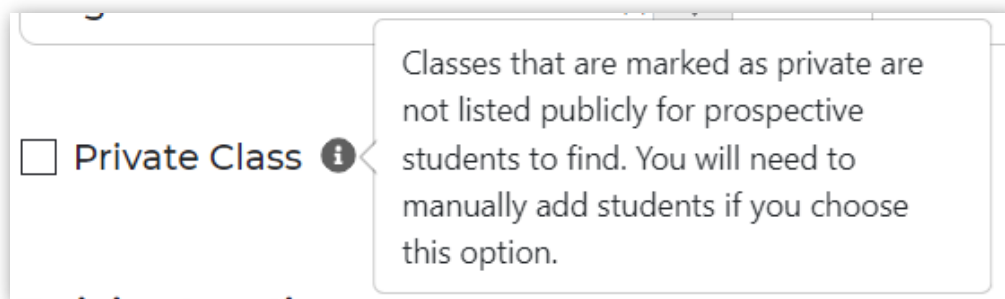 Classes that are marked as private are
not listed publicly for prospective
Private Class
students to find. You will need to
manually add students if you choose
this option.